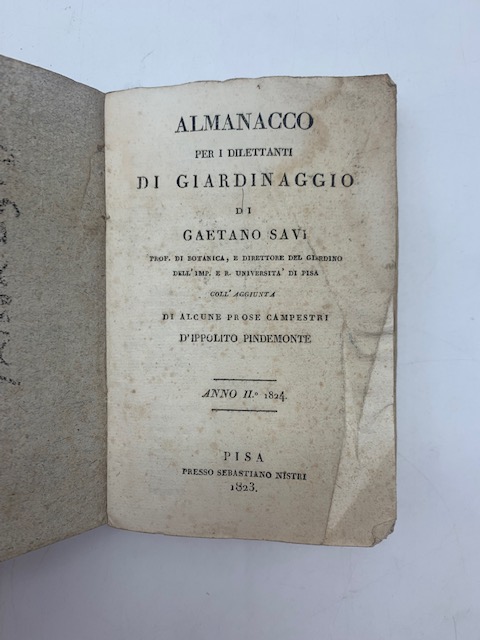 ALMANACCO
PER I DILETTANTI
DI GIARDINAGGIO
DI
GAETANO SAVI
PROF. DI BOTANICA, E DIRETTORE DEL GIARDINO
DELL'IMP. E R. UNIVERSITA' DI PISA
COLL'AGGIUNTA
DI ALCUNE PROSE CAMPESTRI
D'IPPOLITO PINDEMONTE
ANNO II.º 1824.
PISA
PRESSO SEBASTIANO NISTRI
1823.